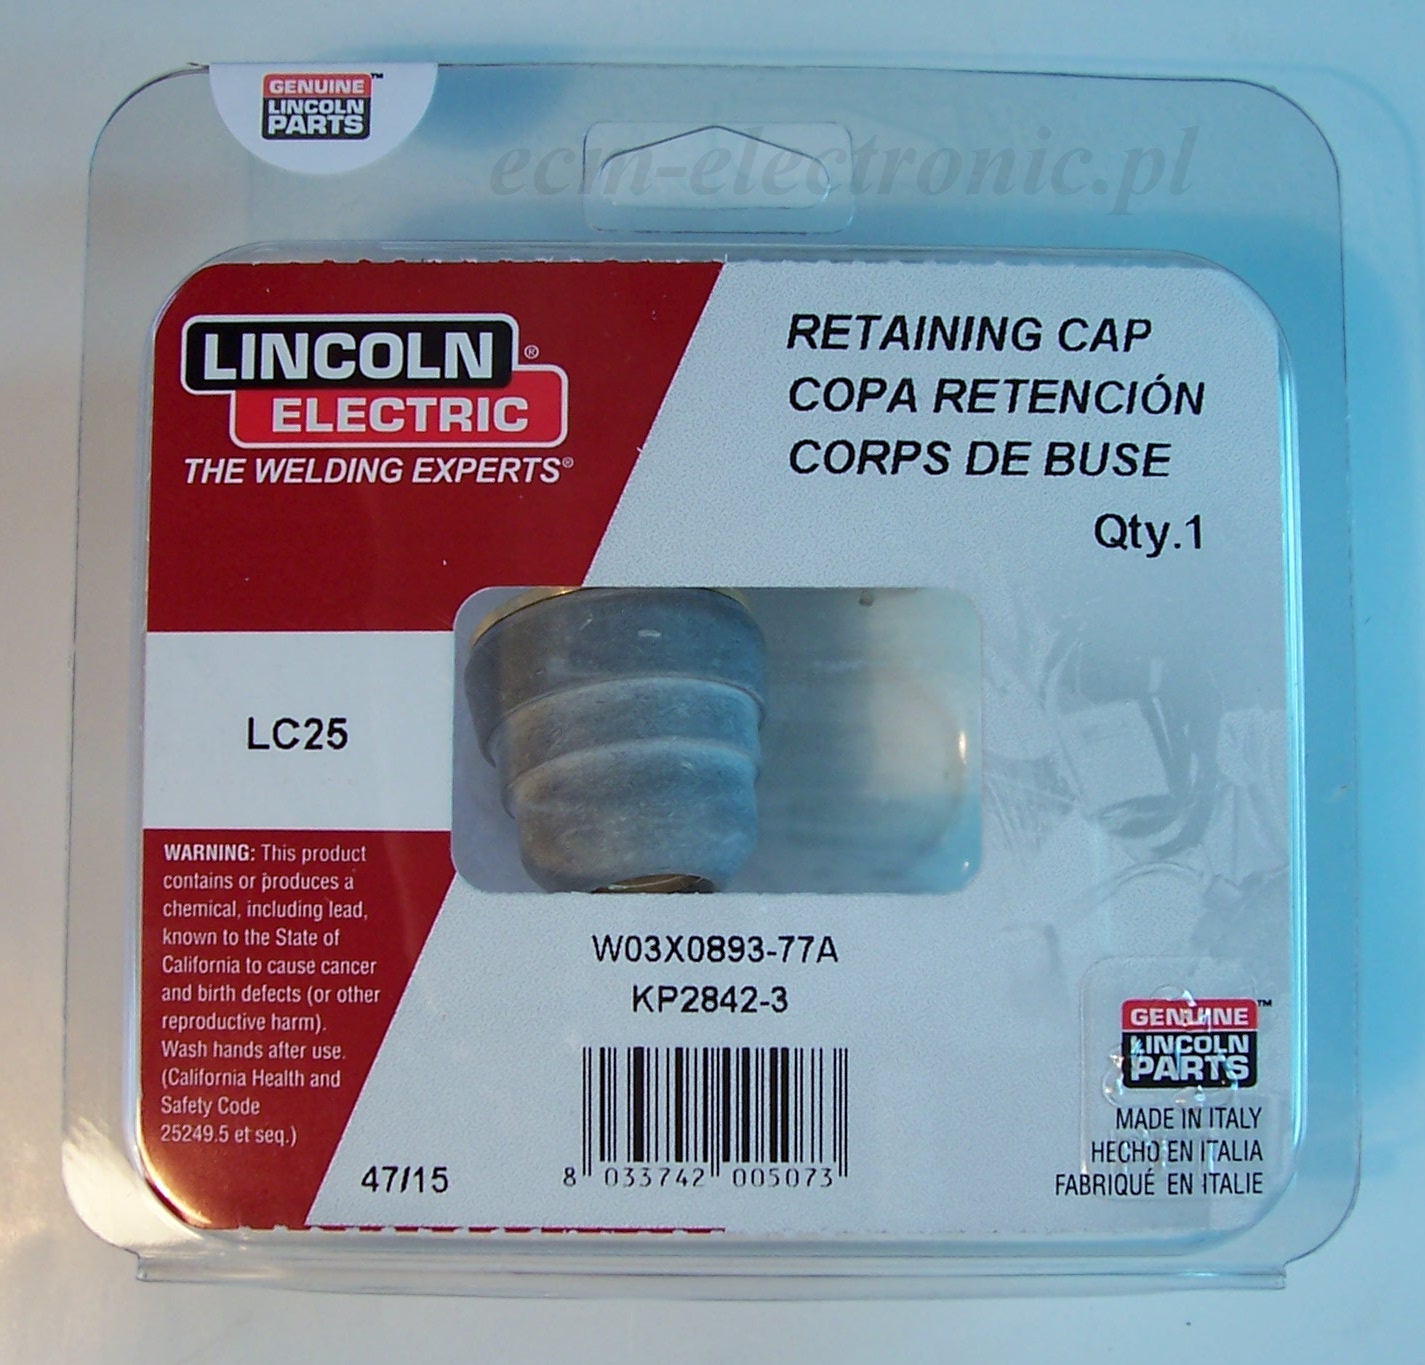 GENUINE™
LINCOLN
PARTS
ecm-electronic.pl
LINCOLN®
ELECTRIC
THE WELDING EXPERTS®
RETAINING CAP
COPA RETENCIÓN
CORPS DE BUSE
Qty.1
LC25
WARNING: This product
contains or produces a
chemical, including lead,
known to the State of
California to cause cancer
and birth defects (or other
reproductive harm).
Wash hands after use.
(California Health and
Safety Code
25249.5 et seq.)
W03X0893-77A
KP2842-3
8 033742 005073
47/15
GENUINE™
LINCOLN
PARTS
MADE IN ITALY
HECHO EN ITALIA
FABRIQUÉ EN ITALIE